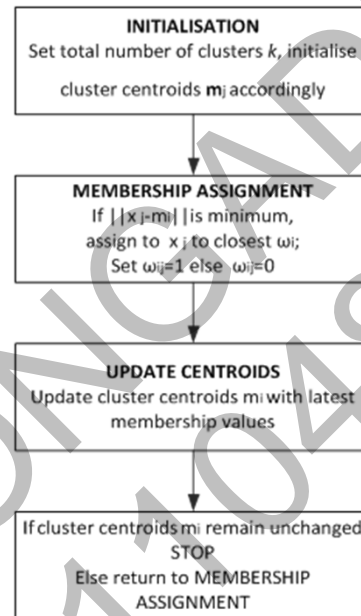 INITIALISATION
Set total number of clusters k, initialise
cluster centroids mj accordingly
MEMBERSHIP ASSIGNMENT
If ||xj-mi|| is minimum,
assign to xj to closest ωi;
Set ωij=1 else ωij=0
UPDATE CENTROIDS
Update cluster centroids mi with latest
membership values
If cluster centroids mi remain unchanged
STOP
Else return to MEMBERSHIP
ASSIGNMENT